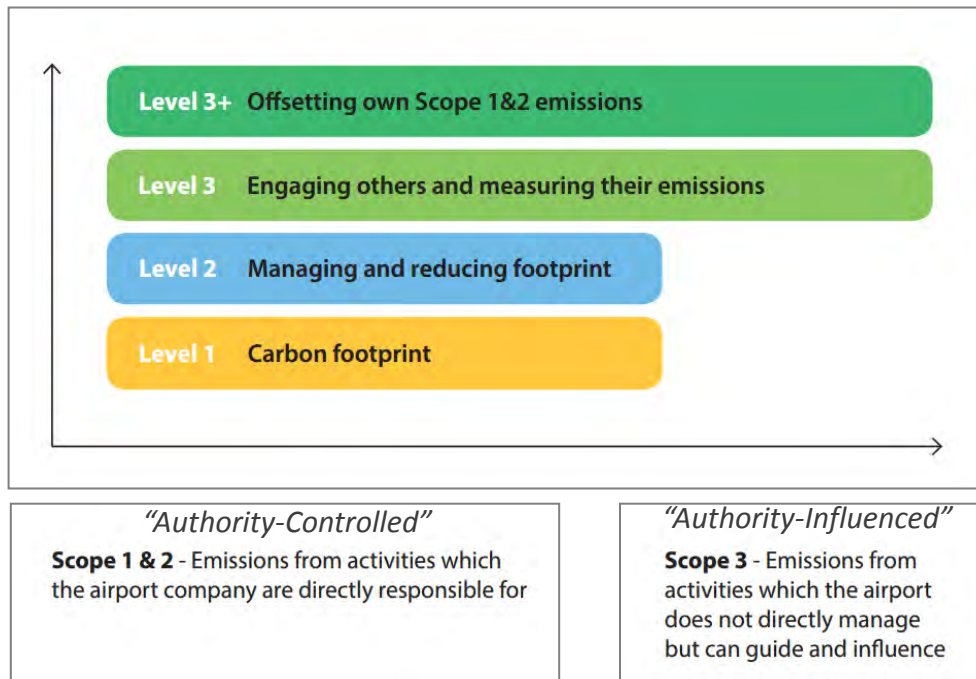 Level 3+ Offsetting own Scope 1&2 emissions
Level 3 Engaging others and measuring their emissions
Level 2 Managing and reducing footprint
Level 1 Carbon footprint
“Authority-Controlled”
Scope 1 & 2 - Emissions from activities which
the airport company are directly responsible for
“Authority-Influenced”
Scope 3 - Emissions from
activities which the airport
does not directly manage
but can guide and influence